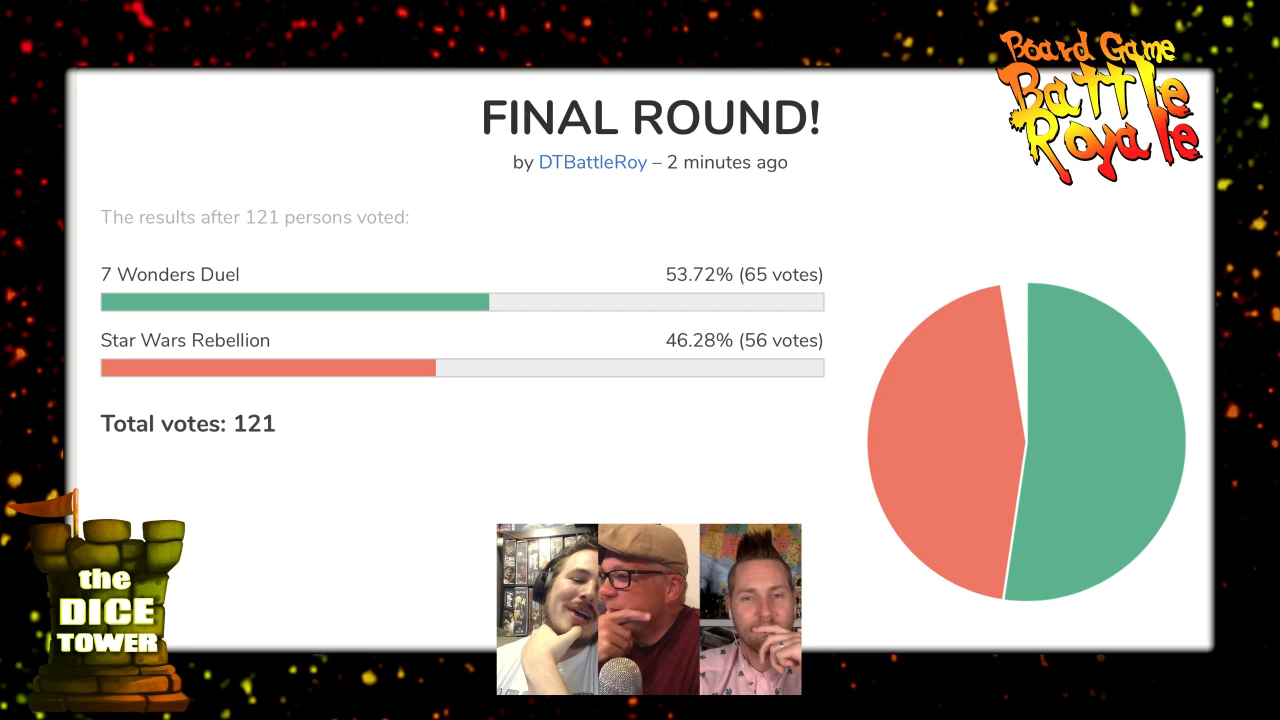 Board Game
Battle
Royale
FINAL ROUND!
by DTBattleRoy – 2 minutes ago
The results after 121 persons voted:
7 Wonders Duel 53.72% (65 votes)
Star Wars Rebellion 46.28% (56 votes)
Total votes: 121
the
DICE
TOWER